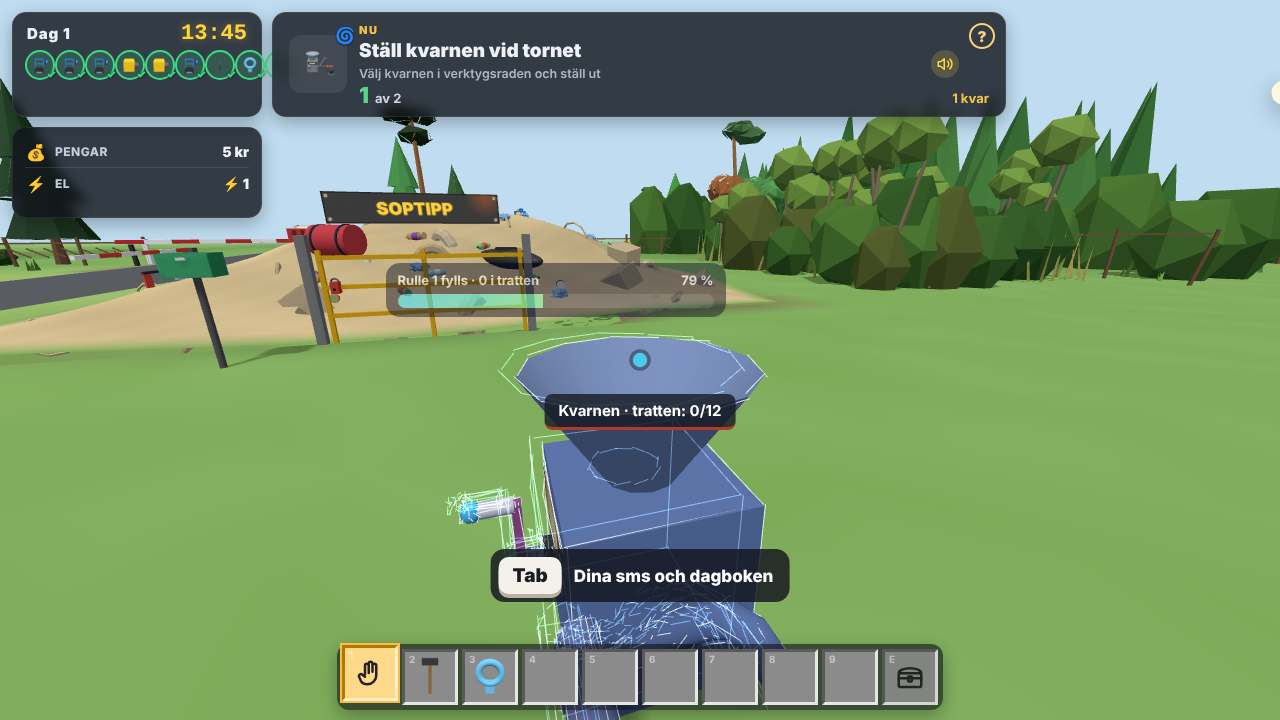 Dag 1
13:45
NU
Ställ kvarnen vid tornet
Välj kvarnen i verktygsraden och ställ ut
1 av 2
1 kvar
?
PENGAR
5 kr
EL
1
SOPTIPP
Rulle 1 fylls · 0 i tratten
79 %
Kvarnen · tratten: 0/12
Tab
Dina sms och dagboken
2
3
4
5
6
7
8
9
E